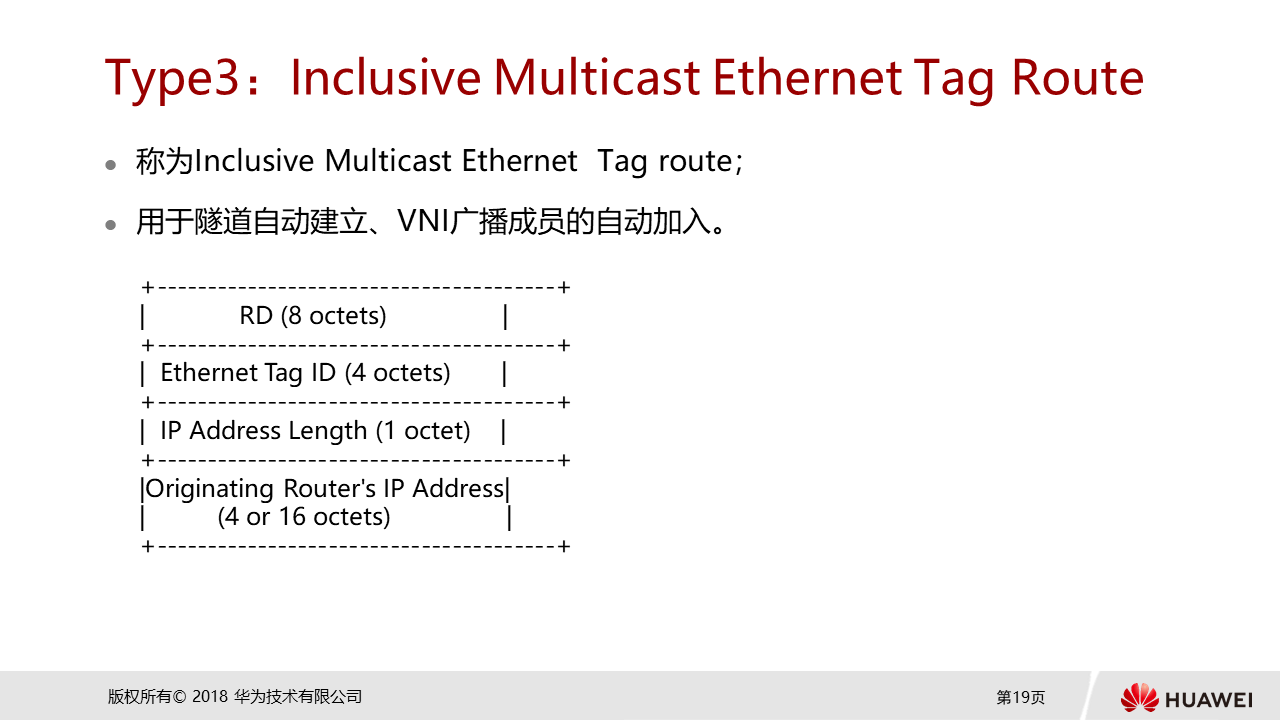 Type3：Inclusive Multicast Ethernet Tag Route
● 称为Inclusive Multicast Ethernet  Tag route；
● 用于隧道自动建立、VNI广播成员的自动加入。
+---------------------------------------+
|            RD (8 octets)               |
+---------------------------------------+
|  Ethernet Tag ID (4 octets)       |
+---------------------------------------+
|  IP Address Length (1 octet)    |
+---------------------------------------+
|Originating Router's IP Address|
|          (4 or 16 octets)               |
+---------------------------------------+
版权所有© 2018 华为技术有限公司
第19页
HUAWEI